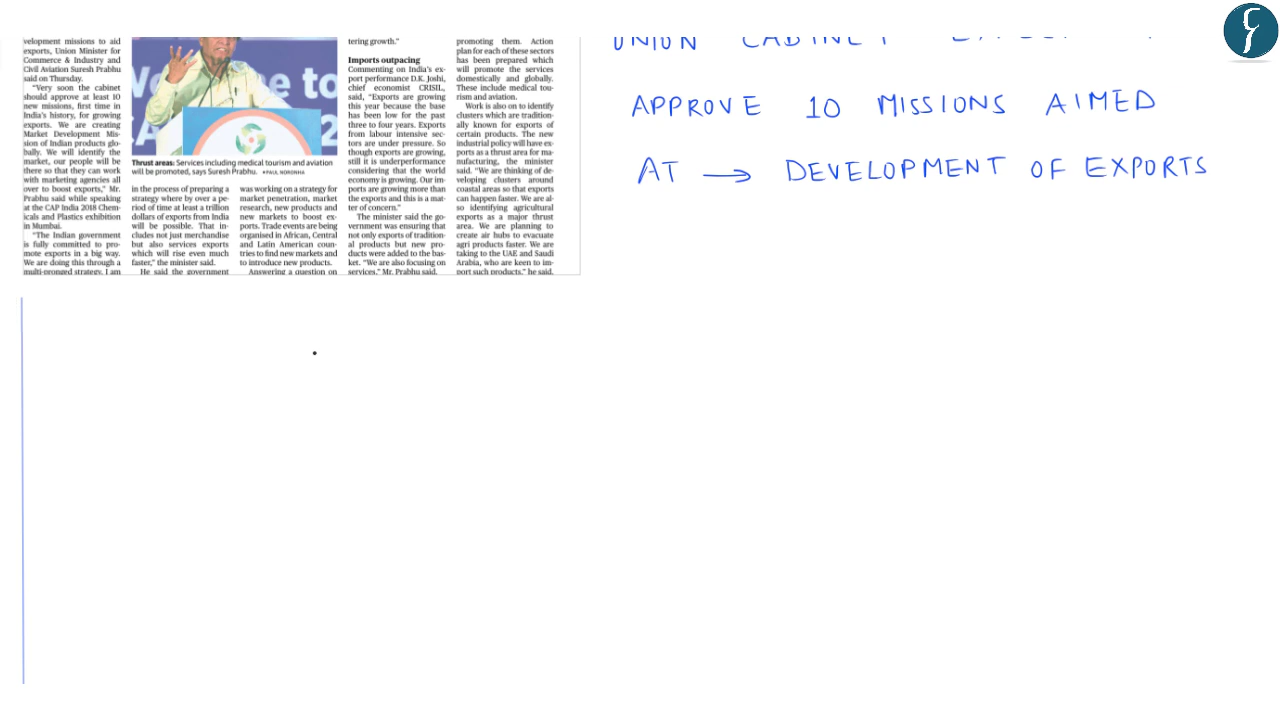 velopment missions to aid
exports, Union Minister for
Commerce & Industry and
Civil Aviation Suresh Prabhu
said on Thursday.
"Very soon the cabinet
should approve at least 10
new missions, first time in
India's history, for growing
exports. We are creating
Market Development Mis-
sion of Indian products glo-
bally. We will identify the
market, our people will be
there so that they can work
with marketing agencies all
over to boost exports," Mr.
Prabhu said while speaking
at the CAP India 2018 Chem-
icals and Plastics exhibition
in Mumbai.
"The Indian government
is fully committed to pro-
mote exports in a big way.
We are doing this through a
multi-pronged strategy. I am
e to
Thrust areas: Services including medical tourism and aviation
will be promoted, says Suresh Prabhu. •PAUL NORONHA
in the process of preparing a
strategy where by over a pe-
riod of time at least a trillion
dollars of exports from India
will be possible. That in-
cludes not just merchandise
but also services exports
which will rise even much
faster," the minister said.
He said the government
was working on a strategy for
market penetration, market
research, new products and
new markets to boost ex-
ports. Trade events are being
organised in African, Central
and Latin American coun-
tries to find new markets and
to introduce new products.
Answering a question on
tering growth."
Imports outpacing
Commenting on India's ex-
port performance D.K. Joshi,
chief economist CRISIL,
said, "Exports are growing
this year because the base
has been low for the past
three to four years. Exports
from labour intensive sec-
tors are under pressure. So
though exports are growing,
still it is underperformance
considering that the world
economy is growing. Our im-
ports are growing more than
the exports and this is a mat-
ter of concern."
The minister said the go-
vernment was ensuring that
not only exports of tradition-
al products but new pro-
ducts were added to the bas-
ket. "We are also focusing on
services," Mr. Prabhu said.
promoting them. Action
plan for each of these sectors
has been prepared which
will promote the services
domestically and globally.
These include medical tou-
rism and aviation.
Work is also on to identify
clusters which are tradition-
ally known for exports of
certain products. The new
industrial policy will have ex-
ports as a thrust area for ma-
nufacturing, the minister
said. "We are thinking of de-
veloping clusters around
coastal areas so that exports
can happen faster. We are al-
so identifying agricultural
exports as a major thrust
area. We are planning to
create air hubs to evacuate
agri products faster. We are
taking to the UAE and Saudi
Arabia, who are keen to im-
port such products," he said.
UNION CABINET
APPROVE 10 MISSIONS AIMED
AT → DEVELOPMENT OF EXPORTS